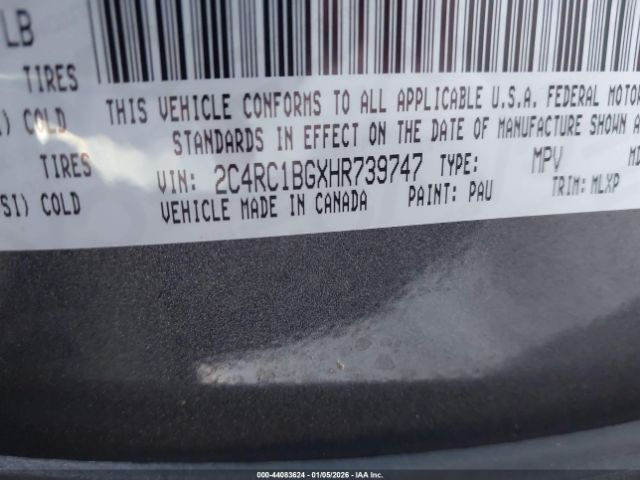 LB
TIRES
THIS VEHICLE CONFORMS TO ALL APPLICABLE U.S.A. FEDERAL MOTOR
) COLD
STANDARDS IN EFFECT ON THE DATE OF MANUFACTURE SHOWN A
TIRES
VIN: 2C4RC1BGXHR739747 TYPE: MPV
SI) COLD
VEHICLE MADE IN CANADA PAINT: PAU TRIM: MLXP
000--44083624 | 01/05/2026 -- IAA Inc.